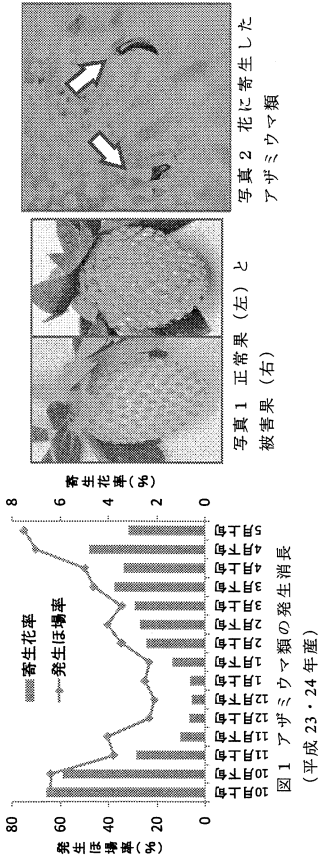 発生ほ場率(%)
80
60
40
20
0
寄生花率
発生ほ場率
8
6
4
2
0
寄生花率(%)
10月上旬
10月下旬
11月上旬
11月下旬
12月上旬
12月下旬
1月上旬
1月下旬
2月上旬
2月下旬
3月上旬
3月下旬
4月上旬
4月下旬
5月上旬
図1 アザミウマ類の発生消長
(平成23・24年産)
写真1 正常果(左)と
被害果(右)
写真2 花に寄生した
アザミウマ類